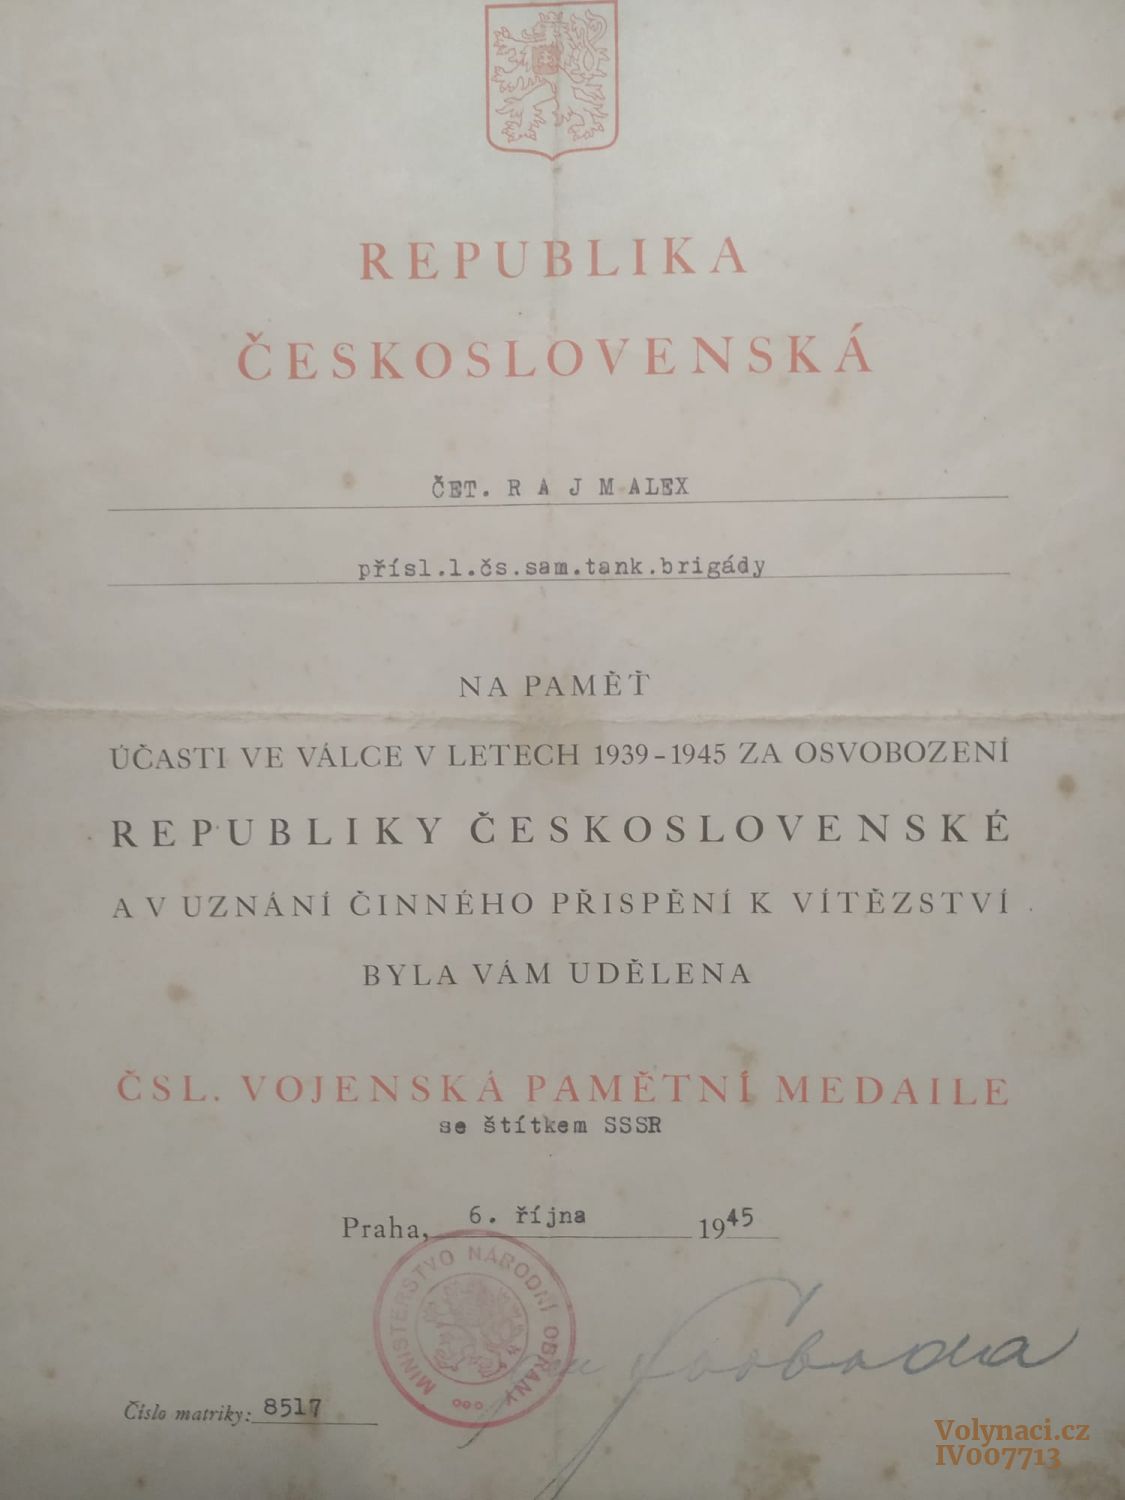 REPUBLIKA
ČESKOSLOVENSKÁ
ČET. R A J M ALEX
přísl.1.čs.sam.tank.brigády
NA PAMĚŤ
ÚČASTI VE VÁLCE V LETECH 1939-1945 ZA OSVOBOZENÍ
REPUBLIKY ČESKOSLOVENSKÉ
A V UZNÁNÍ ČINNÉHO PŘISPĚNÍ K VÍTĚZSTVÍ
BYLA VÁM UDĚLENA
ČSL. VOJENSKÁ PAMĚTNÍ MEDAILE
se štítkem SSSR
Praha, 6. října 1945
MINISTERSTVO NÁRODNÍ OBRANY
Svoboda
Číslo matriky: 8517
Volynaci.cz
IV007713